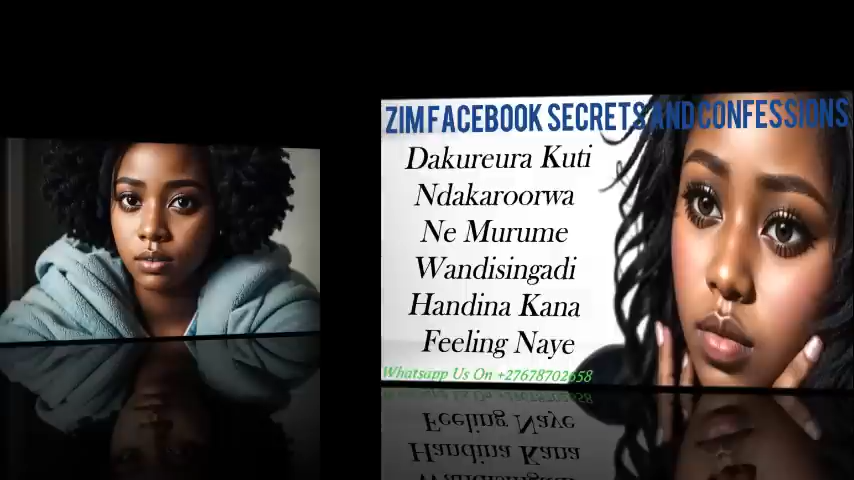 ZIM FACEBOOK SECRETS AND CONFESSIONS
Dakureura Kuti
Ndakaroorwa
Ne Murume
Wandisingadi
Handina Kana
Feeling Naye
Whatsapp Us On +27678702658